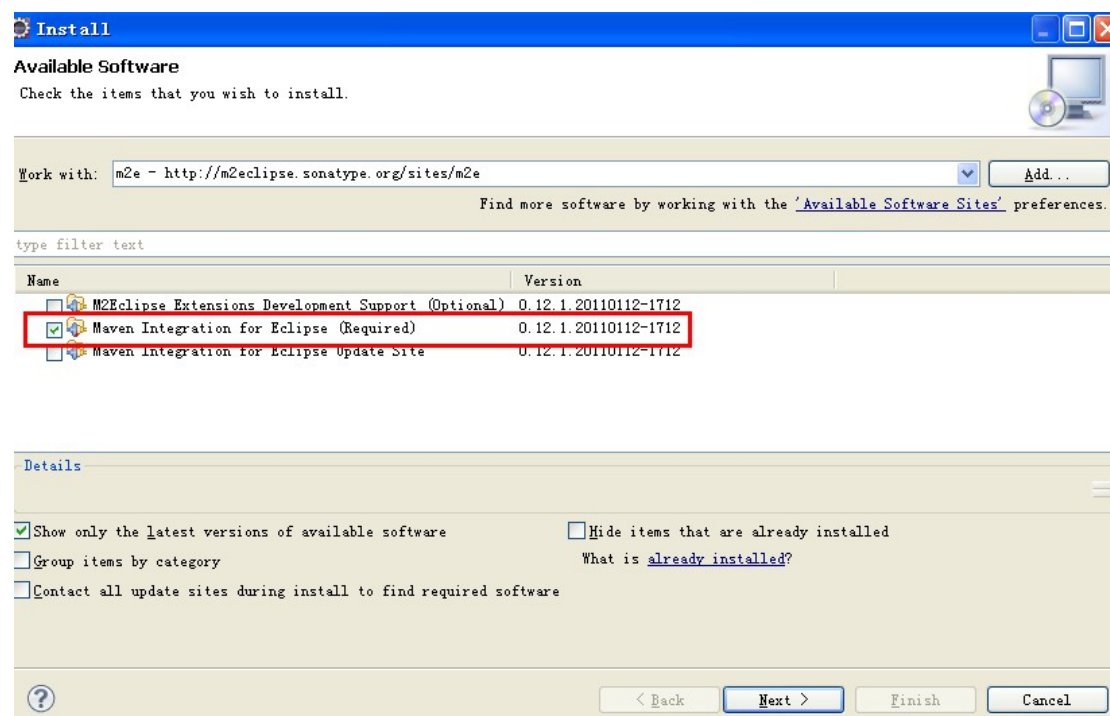 Install
Available Software
Check the items that you wish to install.
Work with: m2e - http://m2eclipse.sonatype.org/sites/m2e Add...
Find more software by working with the 'Available Software Sites' preferences.
type filter text
Name Version
M2Eclipse Extensions Development Support (Optional) 0.12.1.20110112-1712
Maven Integration for Eclipse (Required) 0.12.1.20110112-1712
Maven Integration for Eclipse Update Site 0.12.1.20110112-1712
Details
Show only the latest versions of available software Hide items that are already installed
Group items by category What is already installed?
Contact all update sites during install to find required software
? < Back Next > Finish Cancel